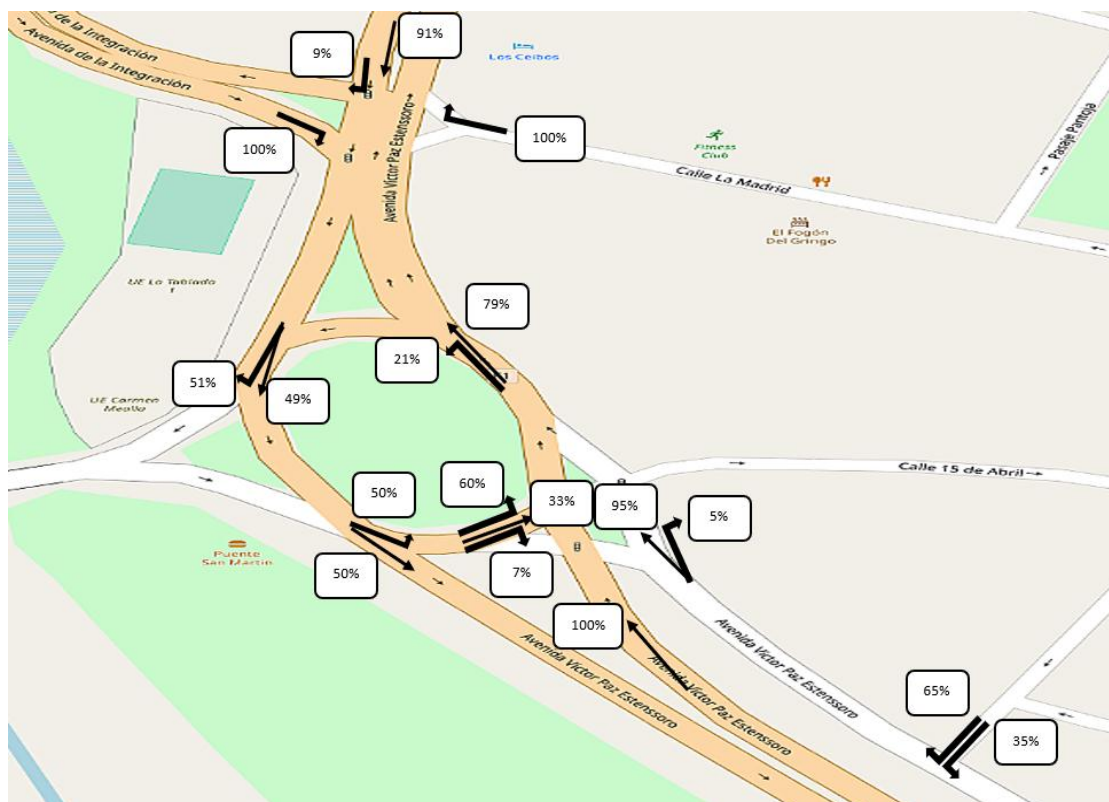 Avenida de la Integración
Avenida de la Integración
9%
91%
Los Ceibos
100%
100%
Avenida Víctor Paz Estenssoro
Fitness
Club
Calle La Madrid
Pasaje Pantoja
El Fogón
Del Gringo
UE La Tablada
1
79%
21%
51%
49%
UE Carmen
Mealla
Calle 15 de Abril
50%
60%
33%
95%
5%
Puente
San Martín
50%
7%
100%
Avenida Víctor Paz Estenssoro
Avenida Víctor Paz Estenssoro
Avenida Víctor Paz Estenssoro
65%
35%